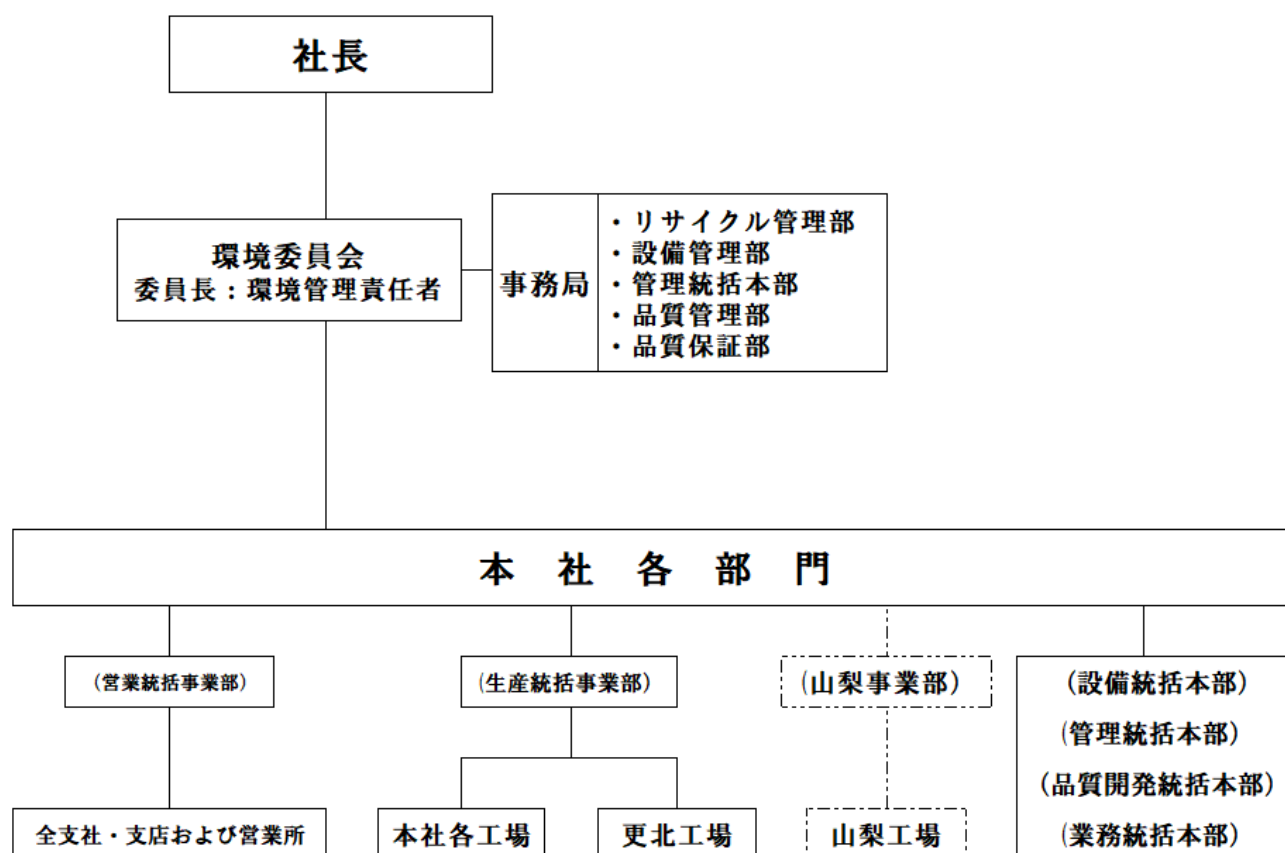 社長
環境委員会
委員長：環境管理責任者
事務局
・リサイクル管理部
・設備管理部
・管理統括本部
・品質管理部
・品質保証部
本社各部門
(営業統括事業部)
(生産統括事業部)
(山梨事業部)
(設備統括本部)
(管理統括本部)
(品質開発統括本部)
(業務統括本部)
全支社・支店および営業所
本社各工場
更北工場
山梨工場